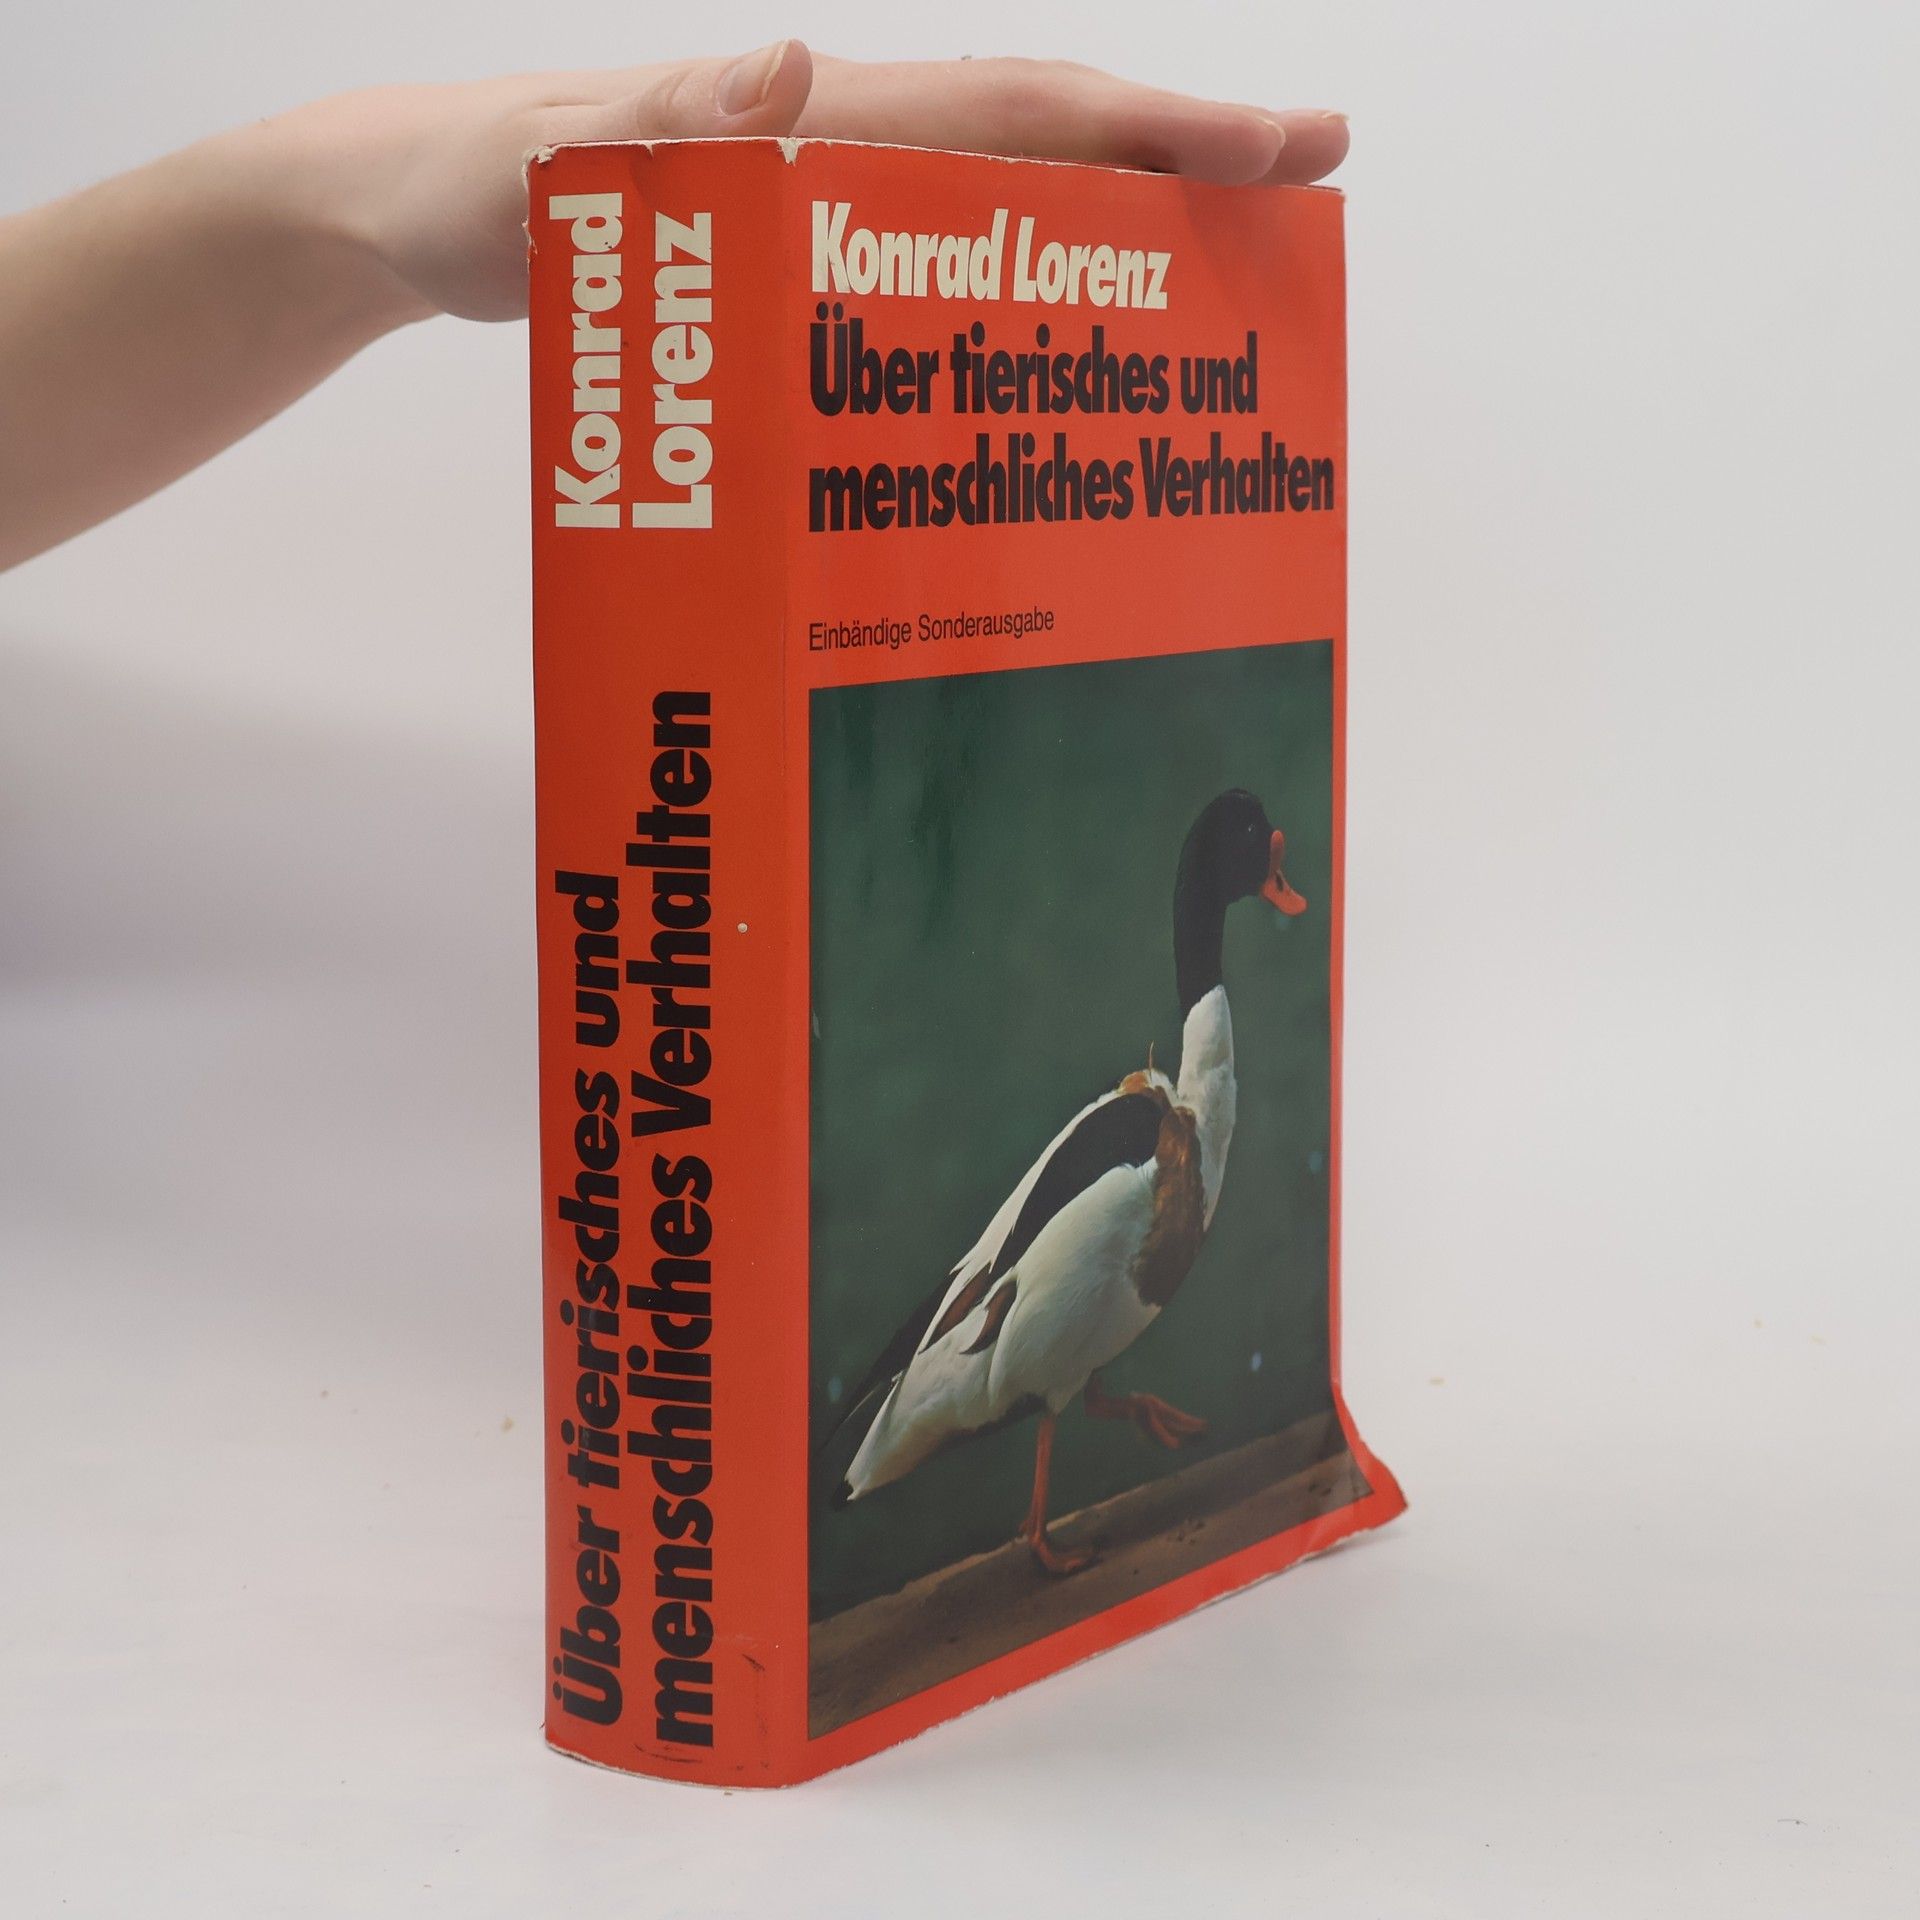 Konrad
Lorenz
Über tierisches und
menschliches Verhalten
Konrad Lorenz
Über tierisches und
menschliches Verhalten
Einbändige Sonderausgabe